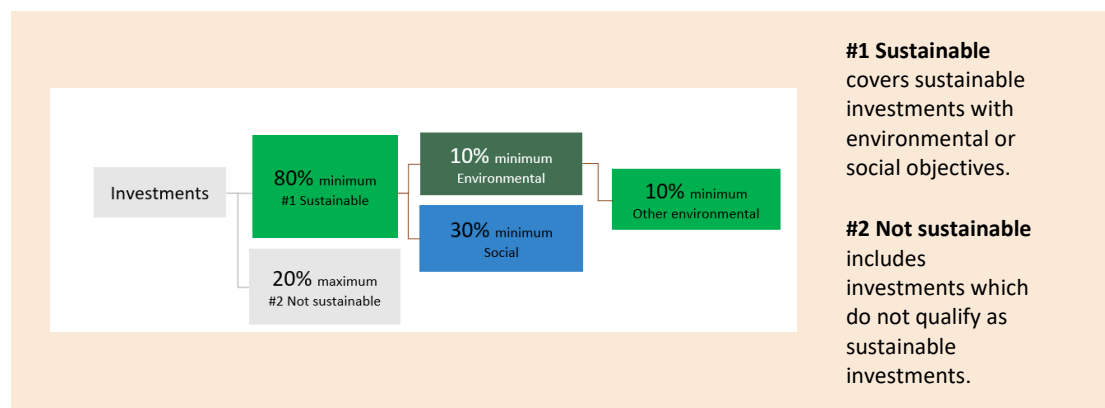 Investments
80% minimum
#1 Sustainable
20% maximum
#2 Not sustainable
10% minimum
Environmental
30% minimum
Social
10% minimum
Other environmental
#1 Sustainable
covers sustainable
investments with
environmental or
social objectives.
#2 Not sustainable
includes
investments which
do not qualify as
sustainable
investments.